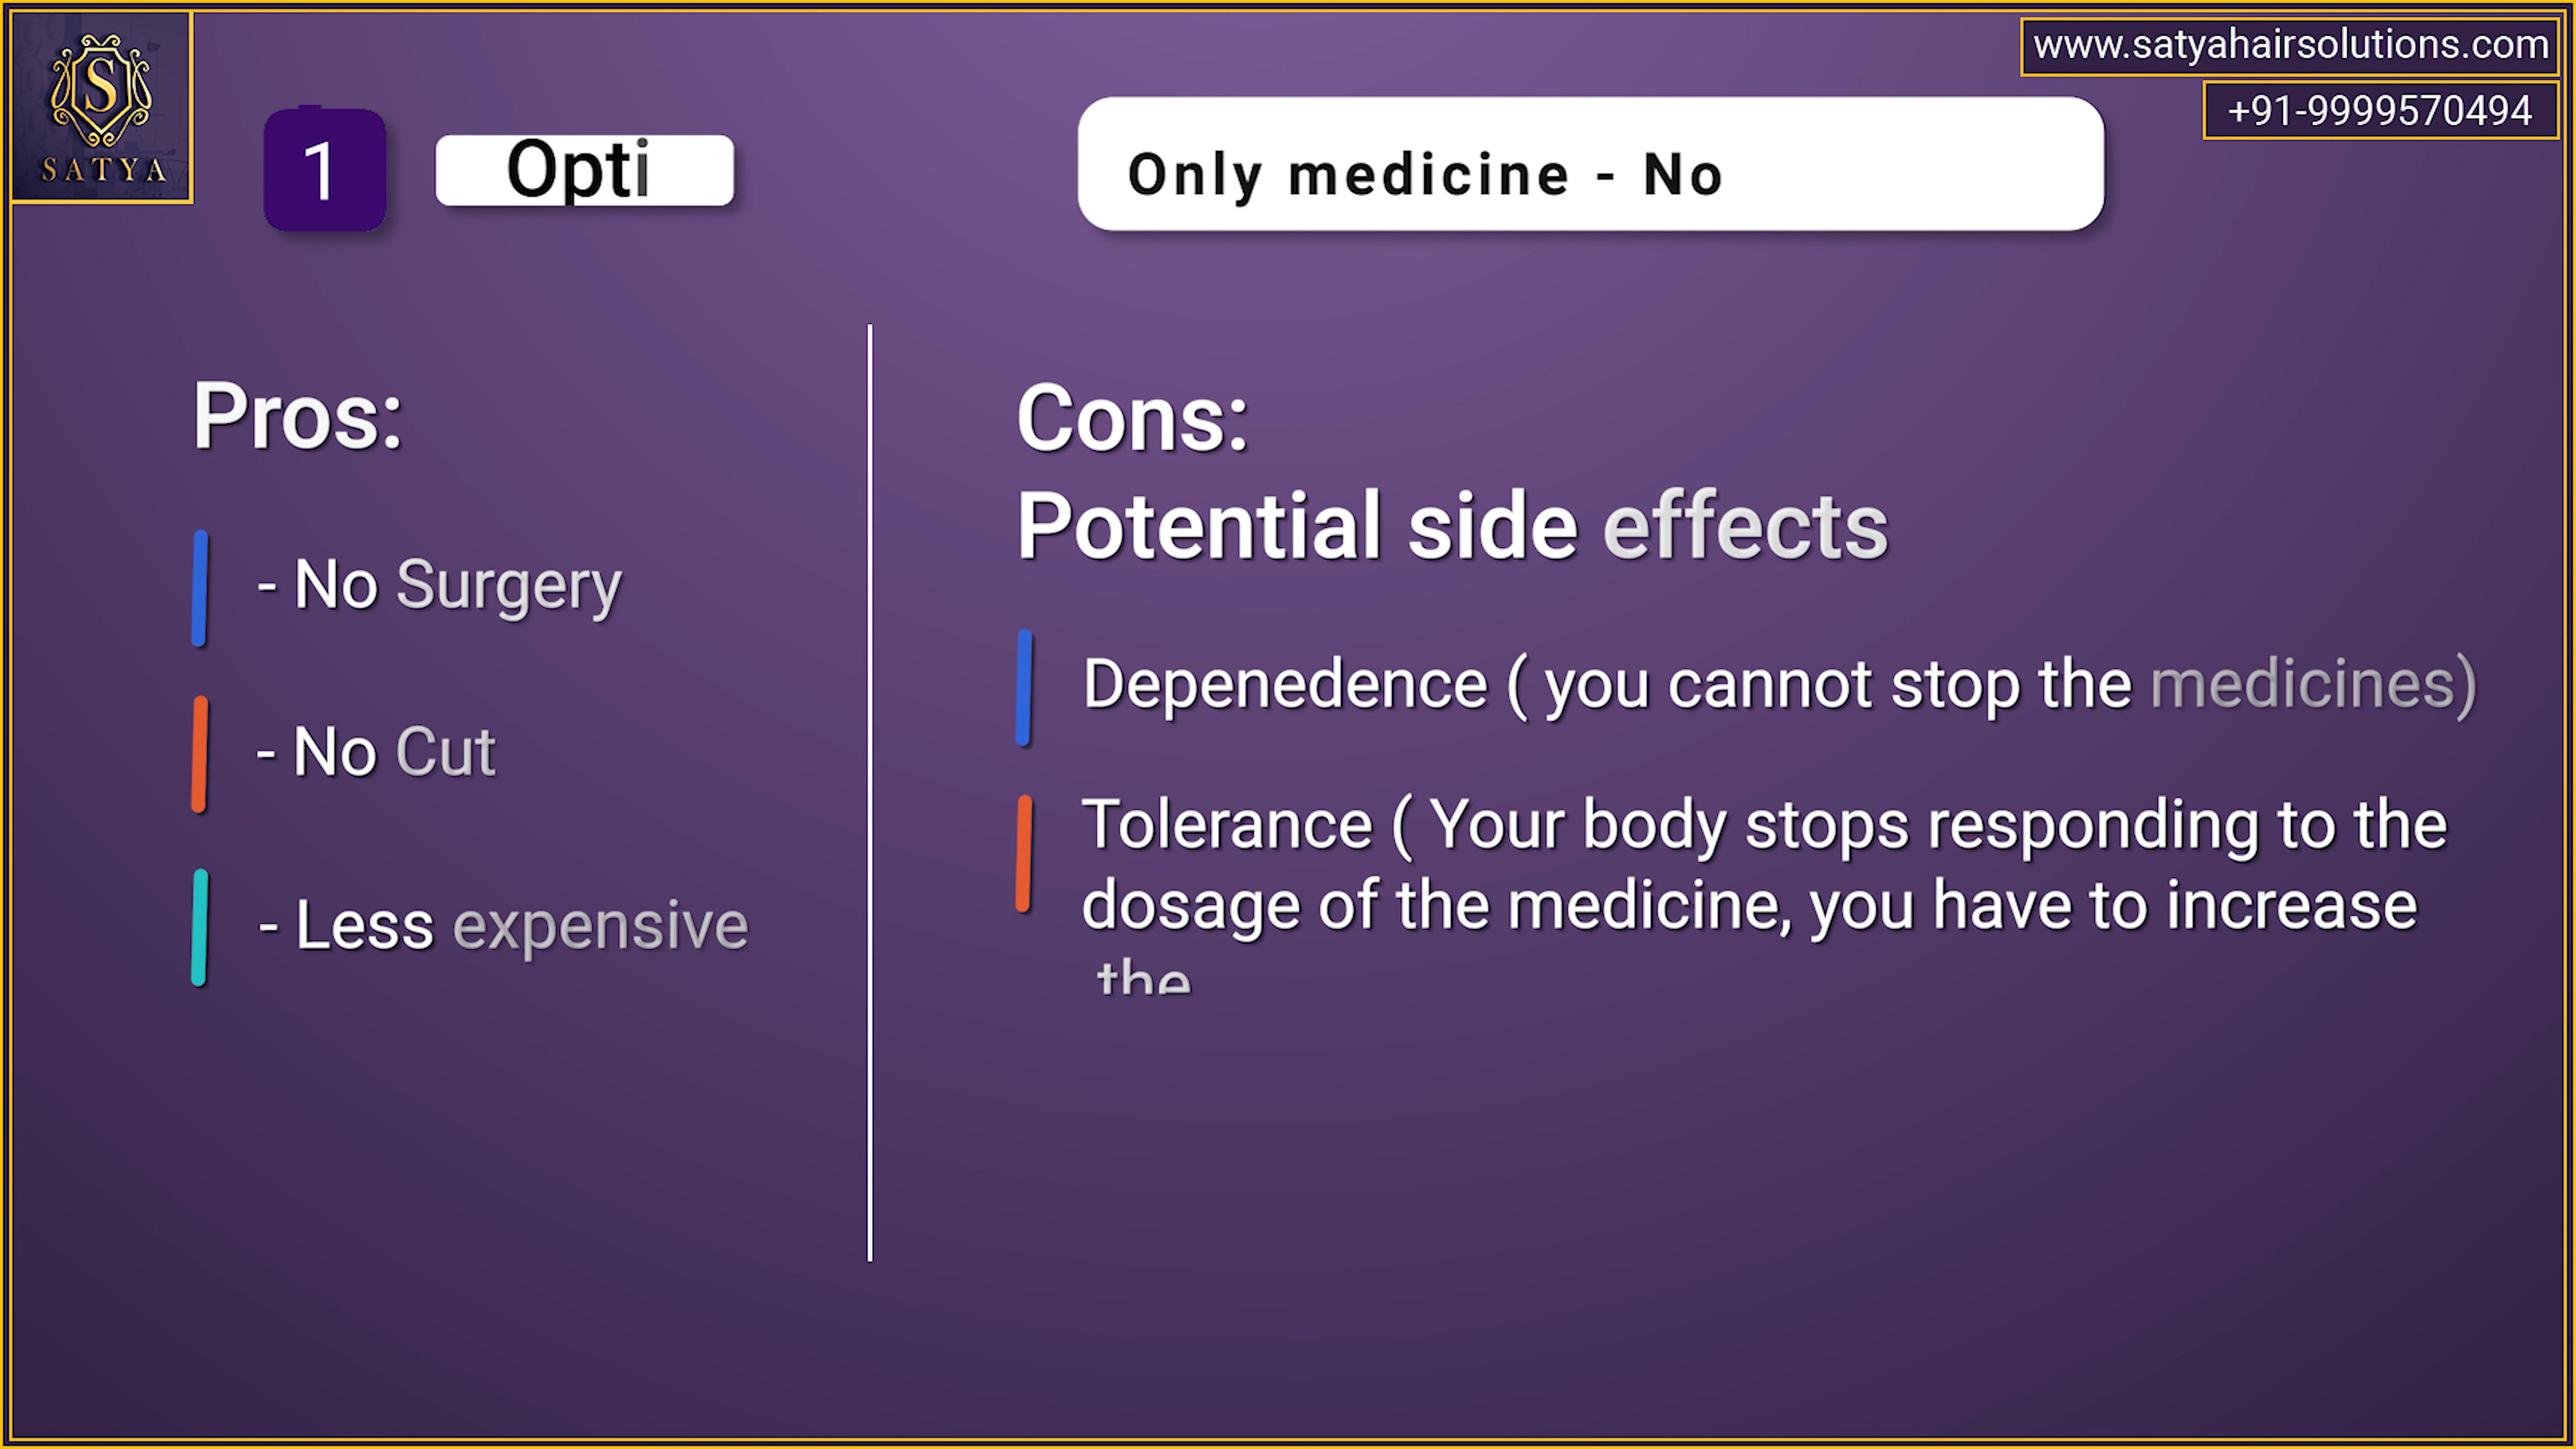 S
SATYA
www.satyahairsolutions.com
+91-9999570494
1
Opti
Only medicine - No
Pros:
- No Surgery
- No Cut
- Less expensive
Cons:
Potential side effects
Depenedence ( you cannot stop the medicines)
Tolerance ( Your body stops responding to the
dosage of the medicine, you have to increase
the